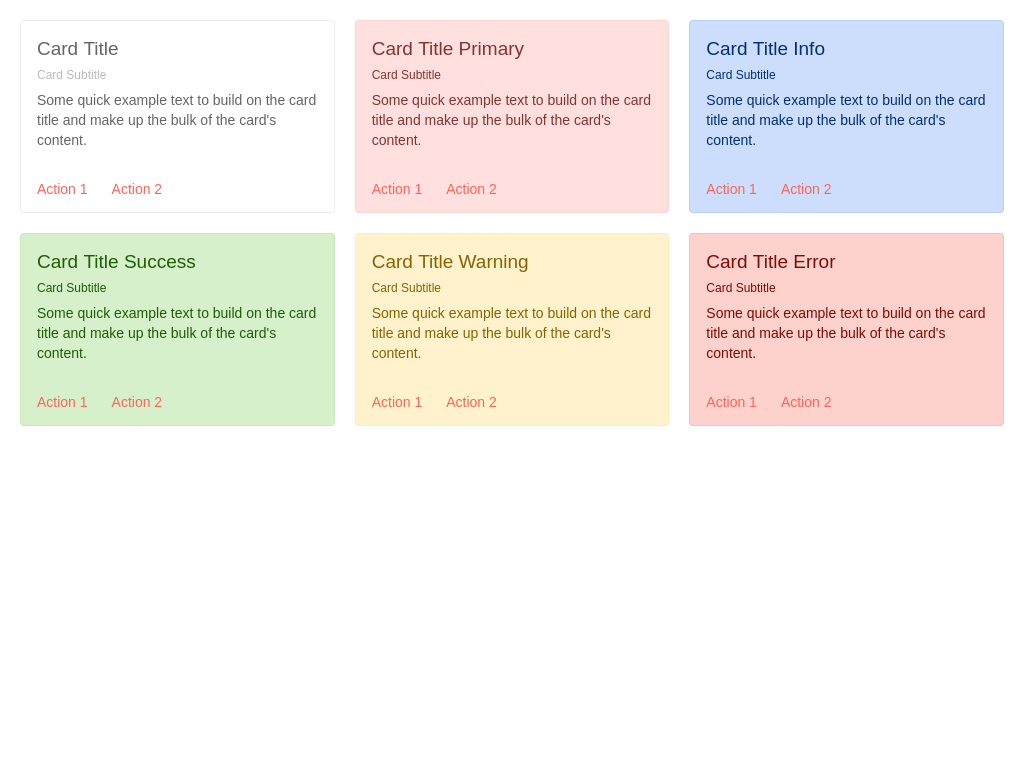 Card Title
Card Subtitle
Some quick example text to build on the card
title and make up the bulk of the card's
content.
Action 1 Action 2
Card Title Primary
Card Subtitle
Some quick example text to build on the card
title and make up the bulk of the card's
content.
Action 1 Action 2
Card Title Info
Card Subtitle
Some quick example text to build on the card
title and make up the bulk of the card's
content.
Action 1 Action 2
Card Title Success
Card Subtitle
Some quick example text to build on the card
title and make up the bulk of the card's
content.
Action 1 Action 2
Card Title Warning
Card Subtitle
Some quick example text to build on the card
title and make up the bulk of the card's
content.
Action 1 Action 2
Card Title Error
Card Subtitle
Some quick example text to build on the card
title and make up the bulk of the card's
content.
Action 1 Action 2